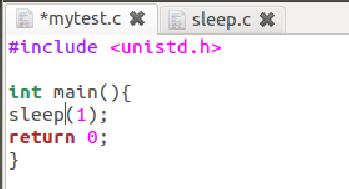 *mytest.c ✖ sleep.c ✖
#include <unistd.h>
int main(){
sleep(1);
return 0;
}